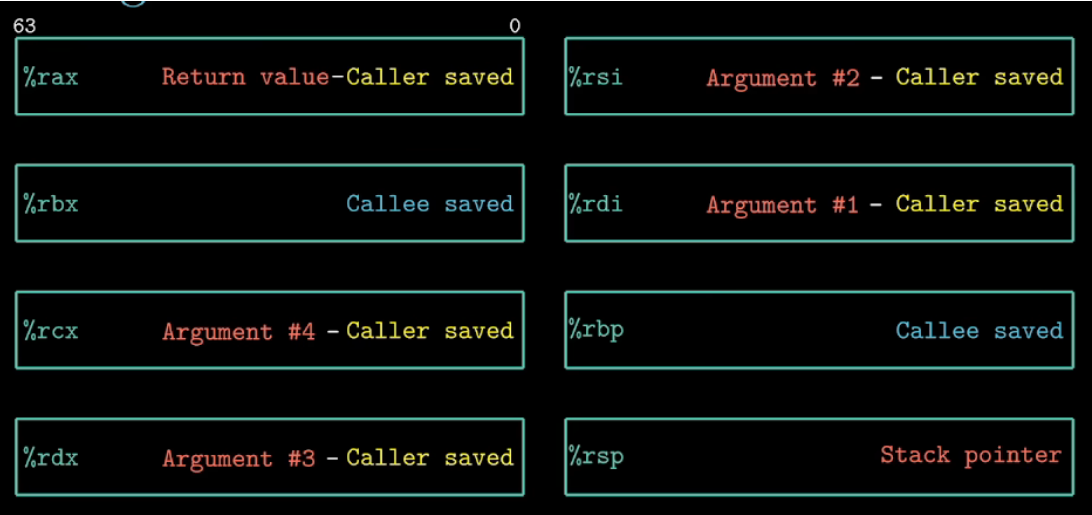 63 0
%rax Return value-Caller saved
%rbx Callee saved
%rcx Argument #4 - Caller saved
%rdx Argument #3 - Caller saved
%rsi Argument #2 - Caller saved
%rdi Argument #1 - Caller saved
%rbp Callee saved
%rsp Stack pointer